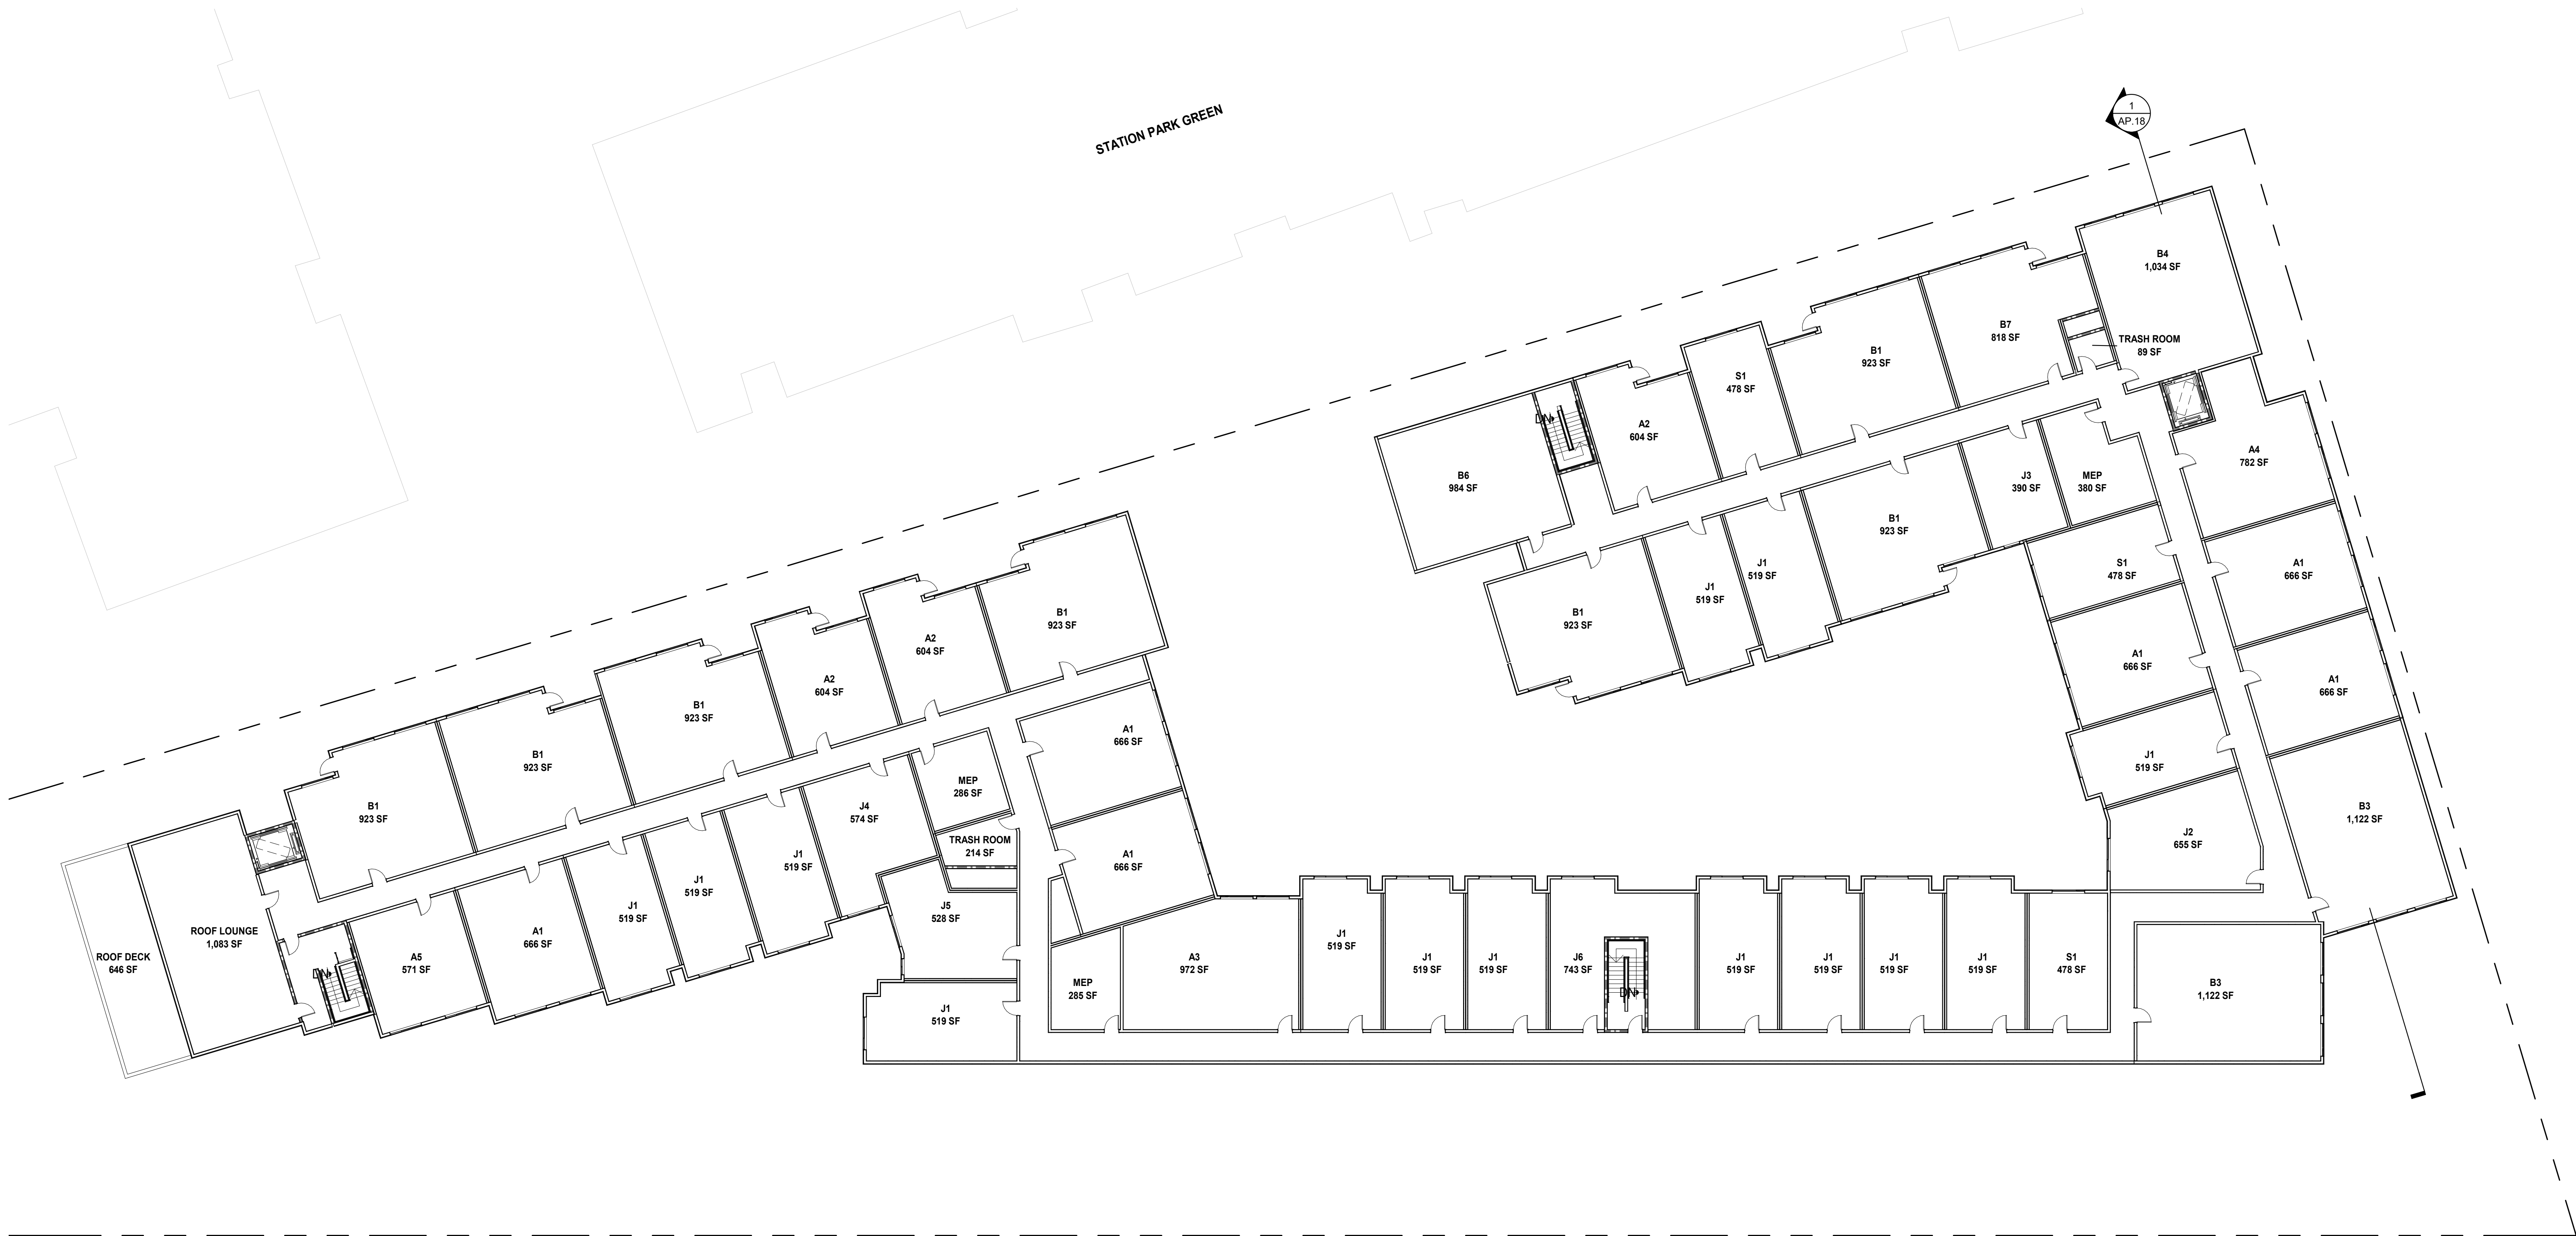 STATION PARK GREEN
1
AP.18
B4
1,034 SF
B7
818 SF
TRASH ROOM
89 SF
B1
923 SF
S1
478 SF
A2
604 SF
DN
B6
984 SF
A4
782 SF
MEP
380 SF
J3
390 SF
B1
923 SF
J1
519 SF
J1
519 SF
B1
923 SF
S1
478 SF
A1
666 SF
A1
666 SF
A1
666 SF
J1
519 SF
B3
1,122 SF
J2
655 SF
B1
923 SF
A2
604 SF
A2
604 SF
B1
923 SF
B1
923 SF
B1
923 SF
A1
666 SF
MEP
286 SF
J4
574 SF
TRASH ROOM
214 SF
A1
666 SF
J1
519 SF
J1
519 SF
J1
519 SF
J5
528 SF
A1
666 SF
A5
571 SF
ROOF LOUNGE
1,083 SF
ROOF DECK
646 SF
DN
J1
519 SF
MEP
285 SF
A3
972 SF
J1
519 SF
J1
519 SF
J1
519 SF
J6
743 SF
DN
J1
519 SF
J1
519 SF
J1
519 SF
J1
519 SF
S1
478 SF
B3
1,122 SF